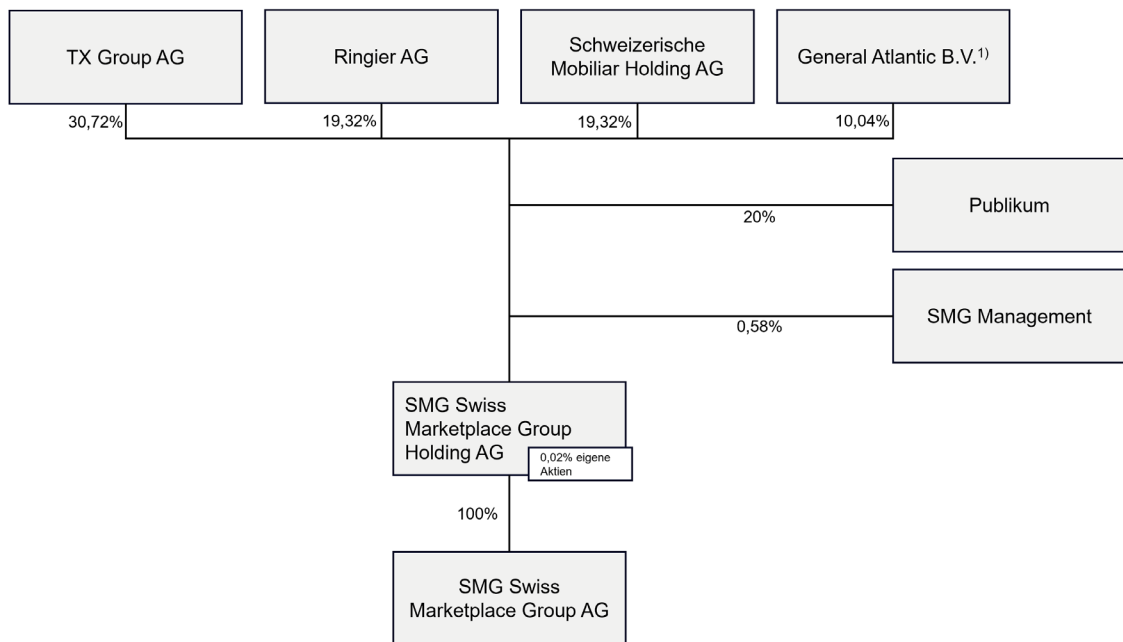 TX Group AG
Ringier AG
Schweizerische
Mobiliar Holding AG
General Atlantic B.V.¹⁾
30,72%
19,32%
19,32%
10,04%
Publikum
20%
SMG Management
0,58%
SMG Swiss
Marketplace Group
Holding AG
0,02% eigene
Aktien
100%
SMG Swiss
Marketplace Group AG